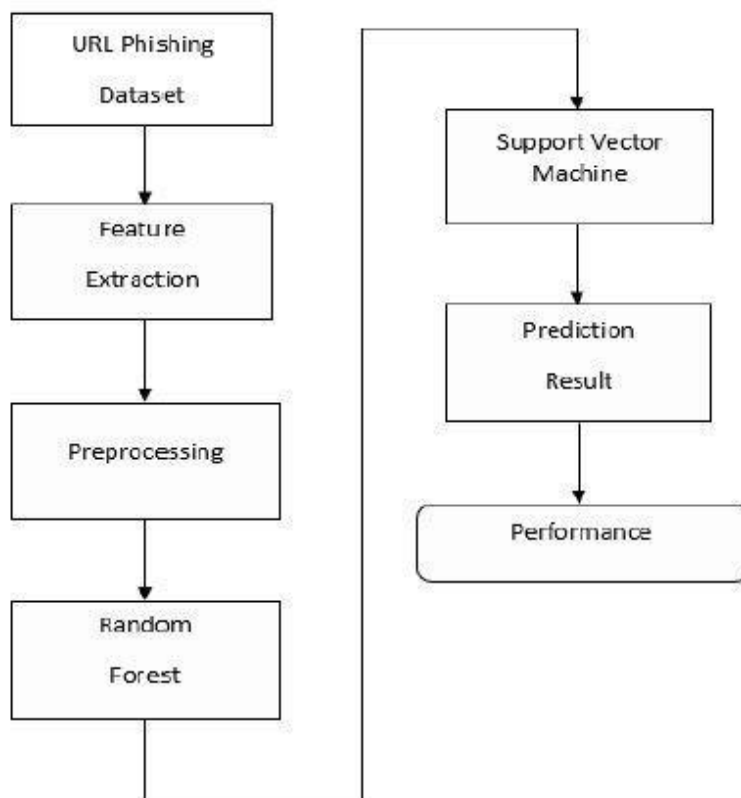 URL Phishing
Dataset
Feature
Extraction
Preprocessing
Random
Forest
Support Vector
Machine
Prediction
Result
Performance